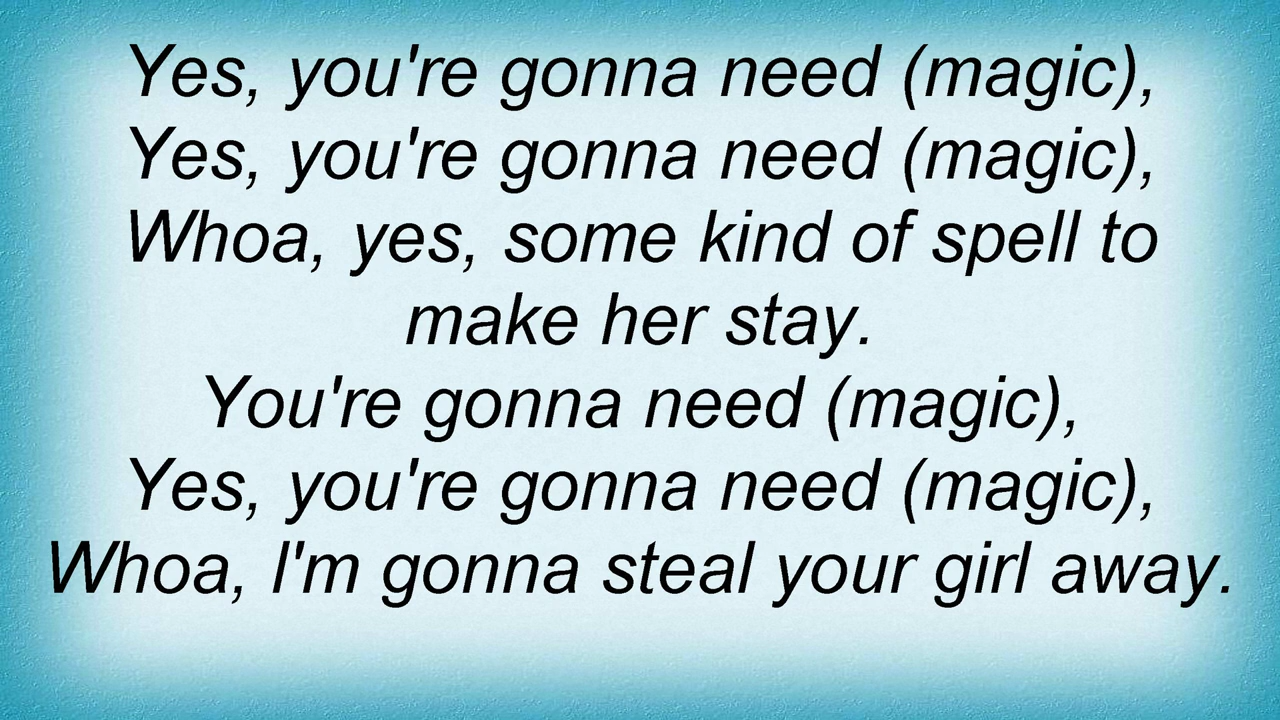 Yes, you're gonna need (magic),
Yes, you're gonna need (magic),
Whoa, yes, some kind of spell to
make her stay.
You're gonna need (magic),
Yes, you're gonna need (magic),
Whoa, I'm gonna steal your girl away.